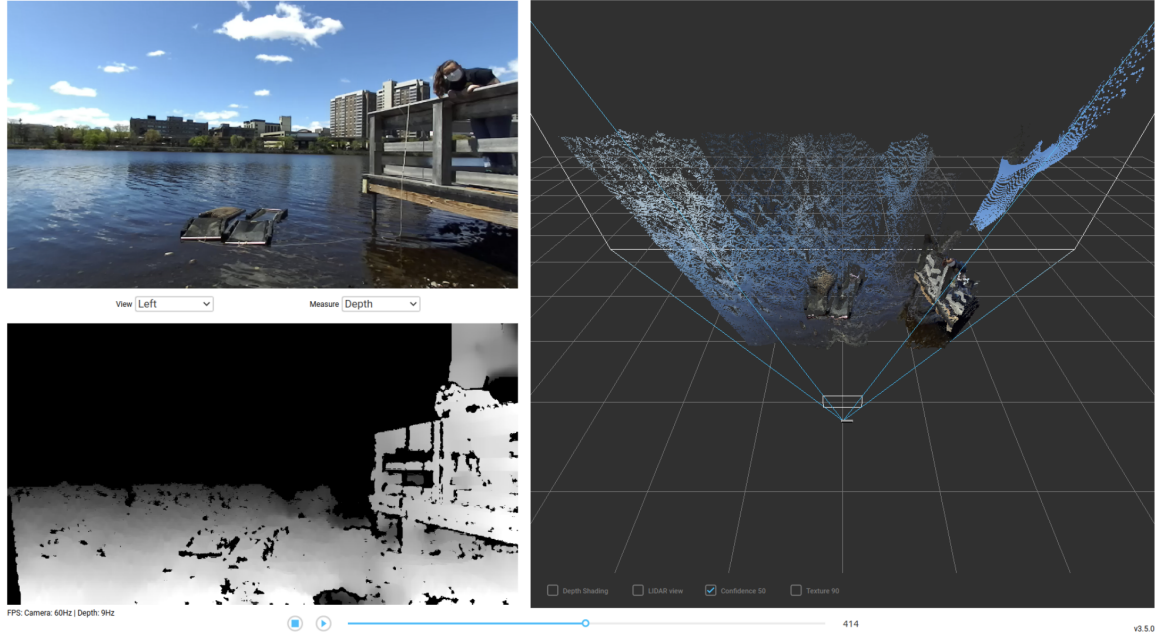 View Left
Measure Depth
FPS: Camera: 60Hz | Depth: 9Hz
Depth Shading
LIDAR view
Confidence 50
Texture 90
414
v3.5.0